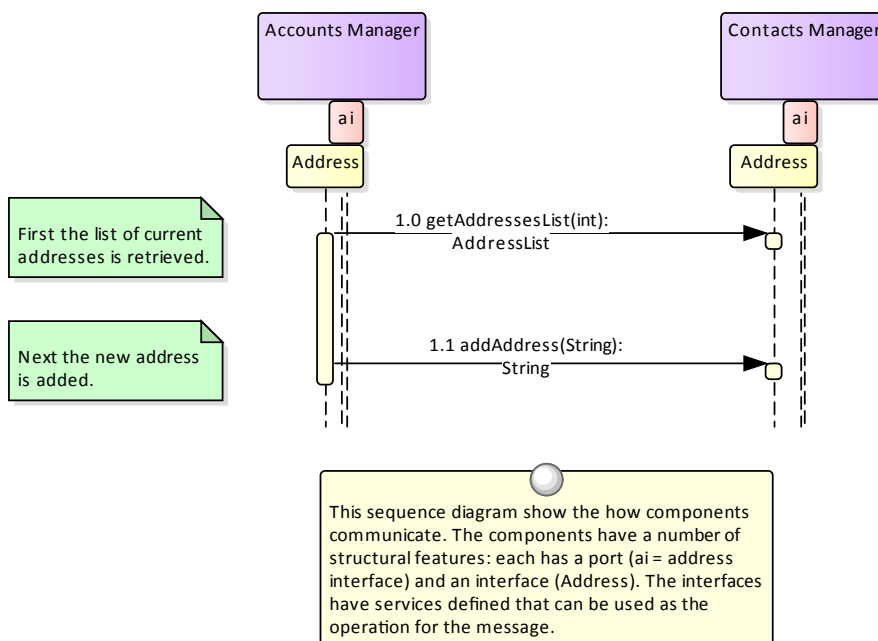 Accounts Manager
Contacts Manager
ai
ai
Address
Address
First the list of current
addresses is retrieved.
1.0 getAddressesList(int):
AddressList
Next the new address
is added.
1.1 addAddress(String):
String
This sequence diagram show the how components
communicate. The components have a number of
structural features: each has a port (ai = address
interface) and an interface (Address). The interfaces
have services defined that can be used as the
operation for the message.